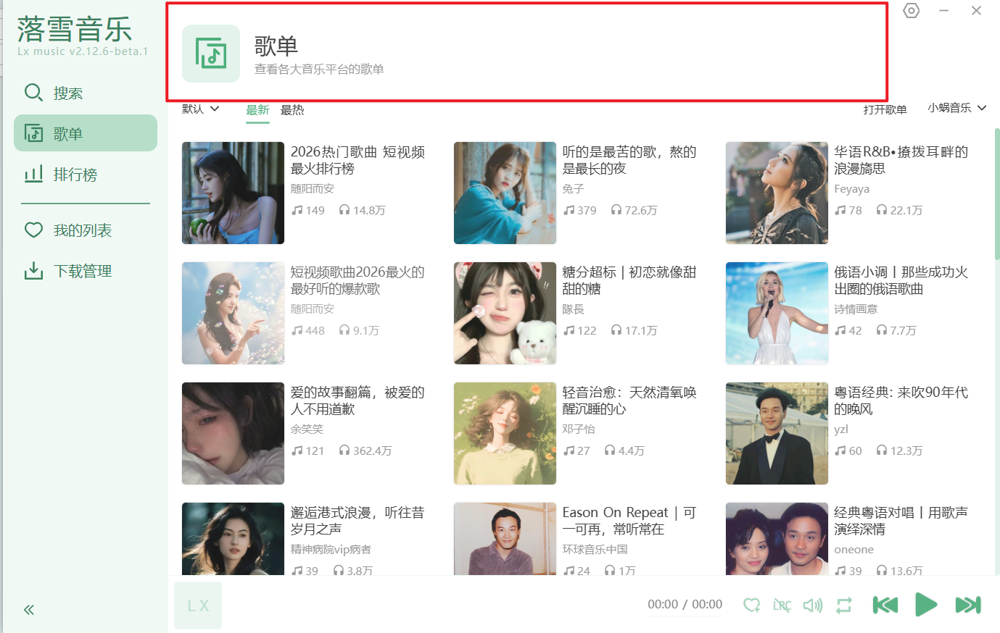 落雪音乐
Lx music v2.12.6-beta.1
搜索
歌单
排行榜
我的列表
下载管理
歌单
查看各大音乐平台的歌单
默认
最新
最热
打开歌单
小蜗音乐
2026热门歌曲 短视频
最火排行榜
随阳而安
149 14.8万
听的是最苦的歌，熬的
是最长的夜
兔子
379 72.6万
华语R&B•撩拨耳畔的
浪漫旖思
Feyaya
78 22.1万
短视频歌曲2026最火的
最好听的爆款歌
随阳而安
448 9.1万
糖分超标 | 初恋就像甜
甜的糖
隊長
122 17.1万
俄语小调丨那些成功火
出圈的俄语歌曲
诗情画意
42 7.7万
爱的故事翻篇，被爱的
人不用道歉
余笑笑
121 362.4万
轻音治愈：天然清氧唤
醒沉睡的心
邓子怡
27 4.4万
粤语经典: 来吹90年代
的晚风
yzl
60 12.3万
邂逅港式浪漫，听往昔
岁月之声
精神病院vip病者
39 3.8万
Eason On Repeat | 可
一可再，常听常在
环球音乐中国
24 1万
经典粤语对唱丨用歌声
演绎深情
oneone
39 13.6万
LX
00:00 / 00:00
LRC